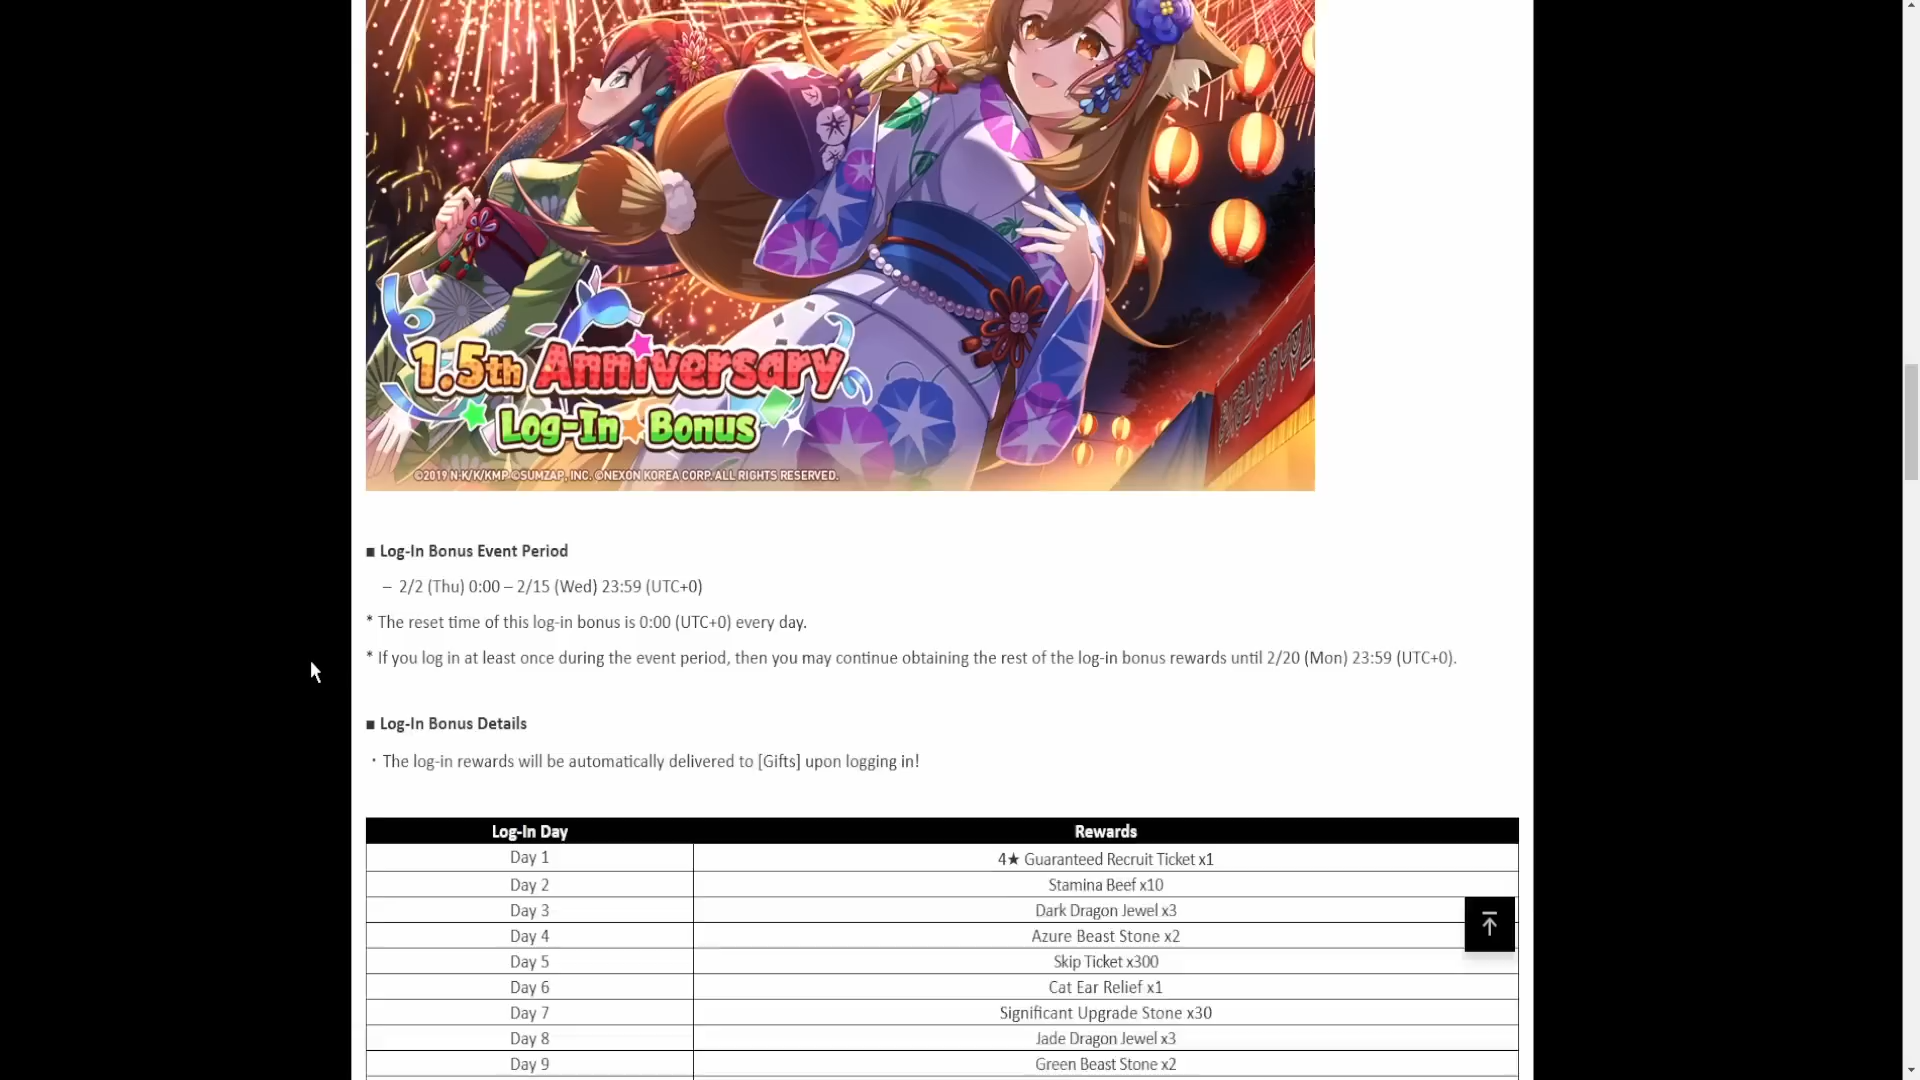 1.5th Anniversary
Log-In Bonus
©2019 N·K/K/KMP ©SUMZAP, INC. ©NEXON KOREA CORP. ALL RIGHTS RESERVED.
■ Log-In Bonus Event Period
– 2/2 (Thu) 0:00 – 2/15 (Wed) 23:59 (UTC+0)
* The reset time of this log-in bonus is 0:00 (UTC+0) every day.
* If you log in at least once during the event period, then you may continue obtaining the rest of the log-in bonus rewards until 2/20 (Mon) 23:59 (UTC+0).
■ Log-In Bonus Details
・The log-in rewards will be automatically delivered to [Gifts] upon logging in!
Log-In Day Rewards
Day 1 4★ Guaranteed Recruit Ticket x1
Day 2 Stamina Beef x10
Day 3 Dark Dragon Jewel x3
Day 4 Azure Beast Stone x2
Day 5 Skip Ticket x300
Day 6 Cat Ear Relief x1
Day 7 Significant Upgrade Stone x30
Day 8 Jade Dragon Jewel x3
Day 9 Green Beast Stone x2